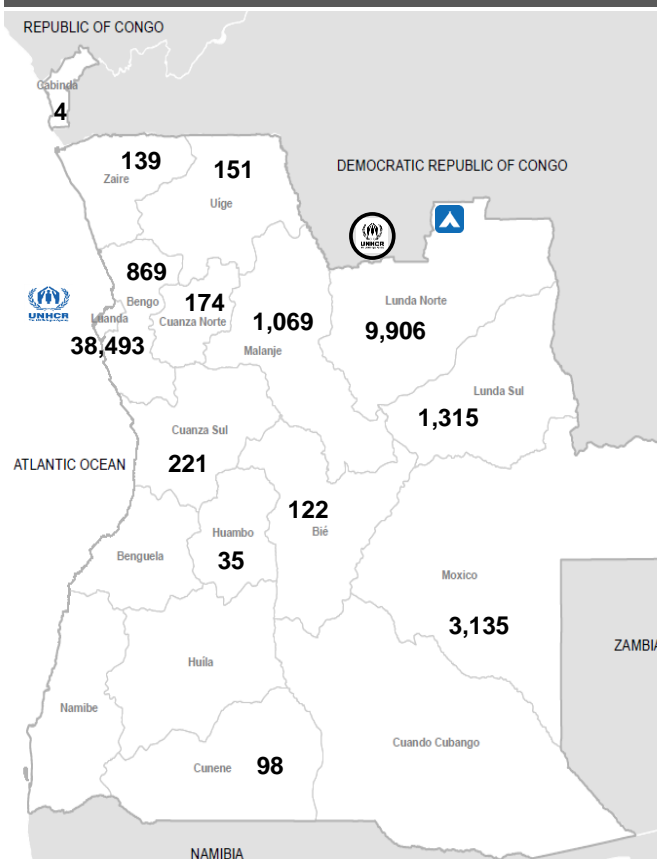 REPUBLIC OF CONGO
Cabinda
4
139
Zaire
151
Uige
DEMOCRATIC REPUBLIC OF CONGO
UNHCR
869
Bengo
UNHCR
Luanda
38,493
174
Cuanza Norte
1,069
Malanje
Lunda Norte
9,906
Lunda Sul
1,315
Cuanza Sul
221
ATLANTIC OCEAN
122
Bié
Huambo
35
Benguela
Moxico
3,135
ZAMBIA
Huíla
Namibe
Cuando Cubango
Cunene
98
NAMIBIA